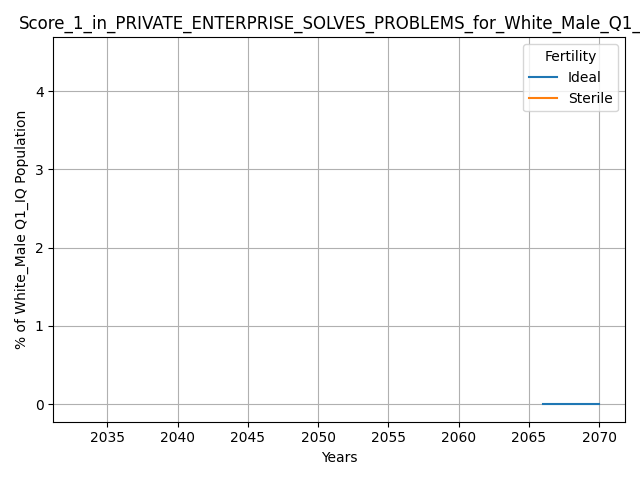 Score_1_in_PRIVATE_ENTERPRISE_SOLVES_PROBLEMS_for_White_Male_Q1_
Fertility
Ideal
Sterile
% of White_Male Q1_IQ Population
4
3
2
1
0
2035 2040 2045 2050 2055 2060 2065 2070
Years